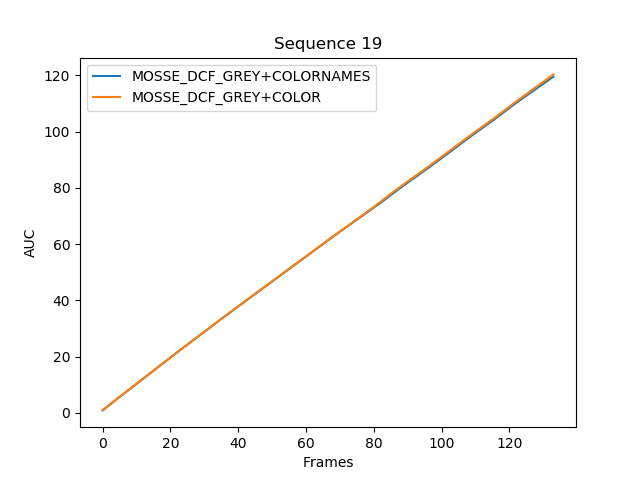 Sequence 19
MOSSE_DCF_GREY+COLORNAMES
MOSSE_DCF_GREY+COLOR
120
100
80
60
40
20
0
AUC
0 20 40 60 80 100 120
Frames